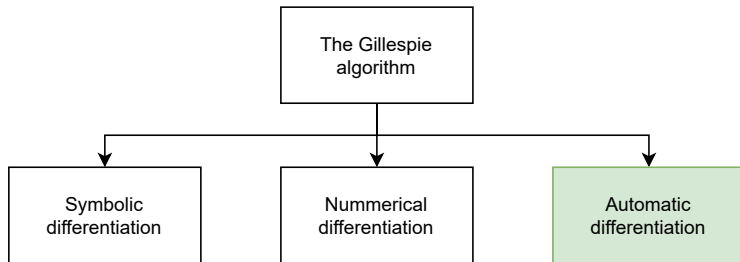 The Gillespie
algorithm
Symbolic
differentiation
Nummerical
differentiation
Automatic
differentiation